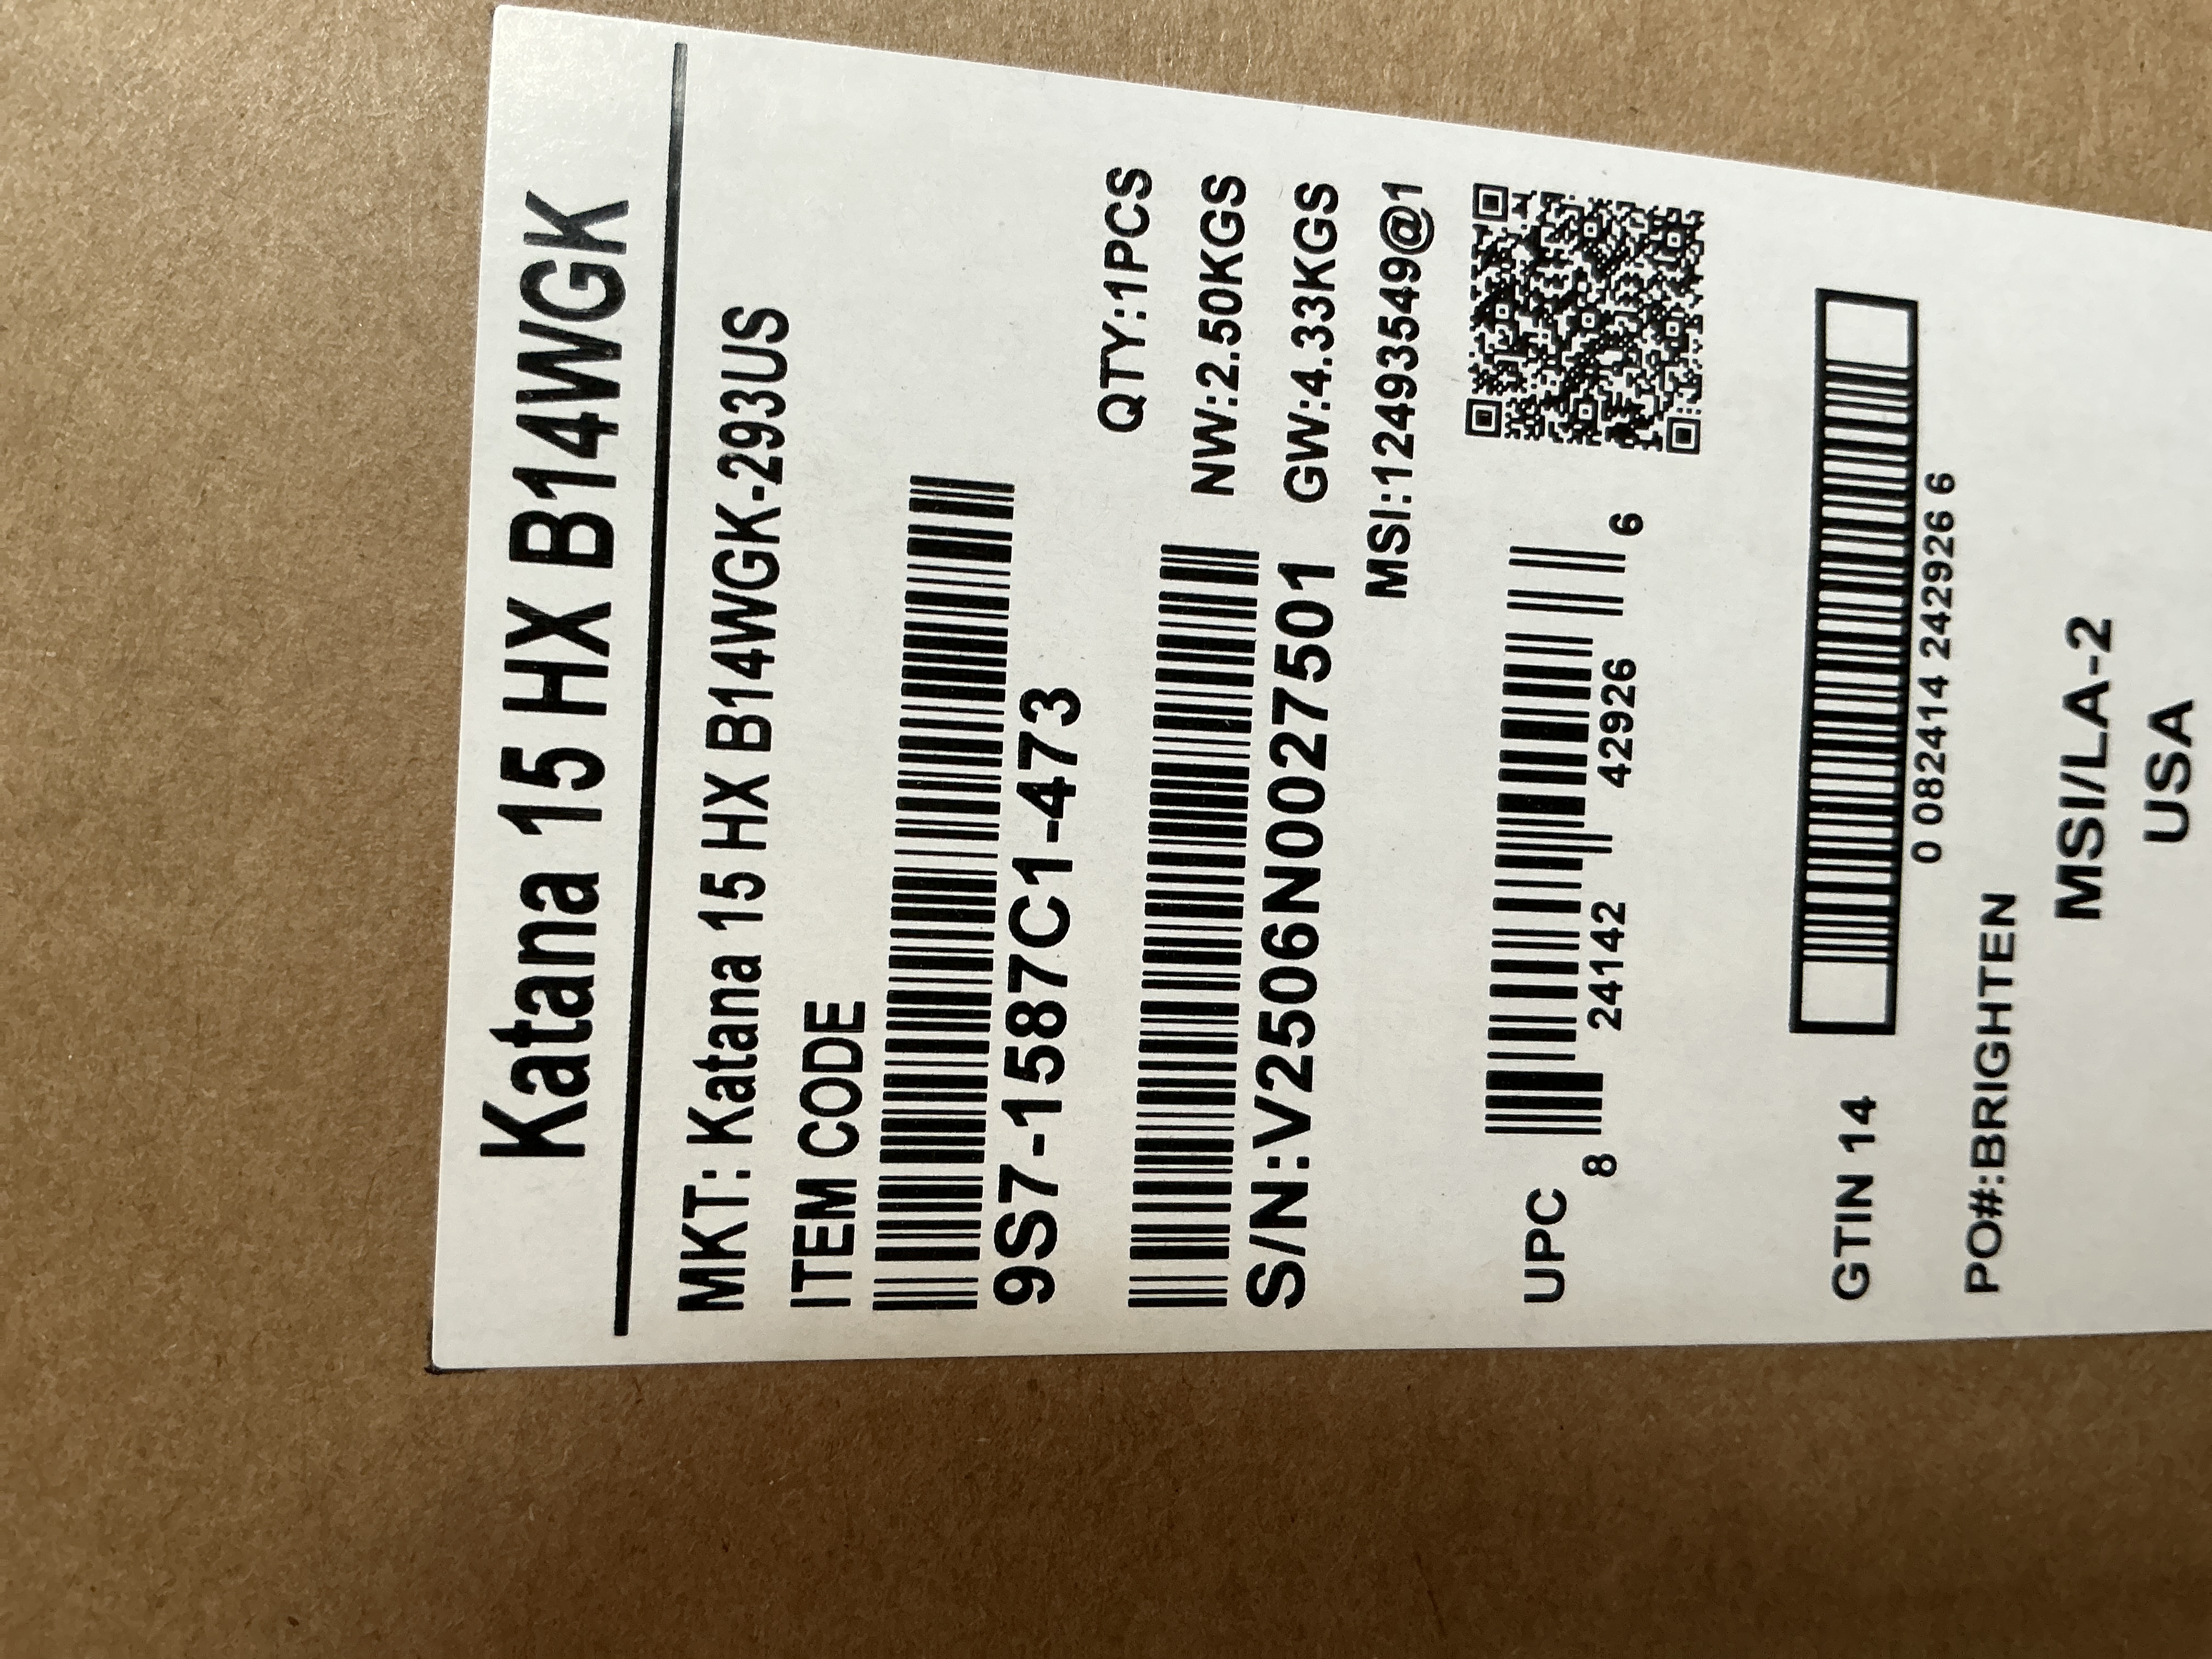 Katana 15 HX B14WGK
MKT: Katana 15 HX B14WGK-293US
ITEM CODE
9S7-1587C1-473
QTY:1PCS
NW:2.50KGS
S/N:V2506N0027501
GW:4.33KGS
MSI:12493549@1
UPC
8 24142 42926 6
GTIN 14
0 082414 242926 6
PO#:BRIGHTEN
MSI/LA-2
USA